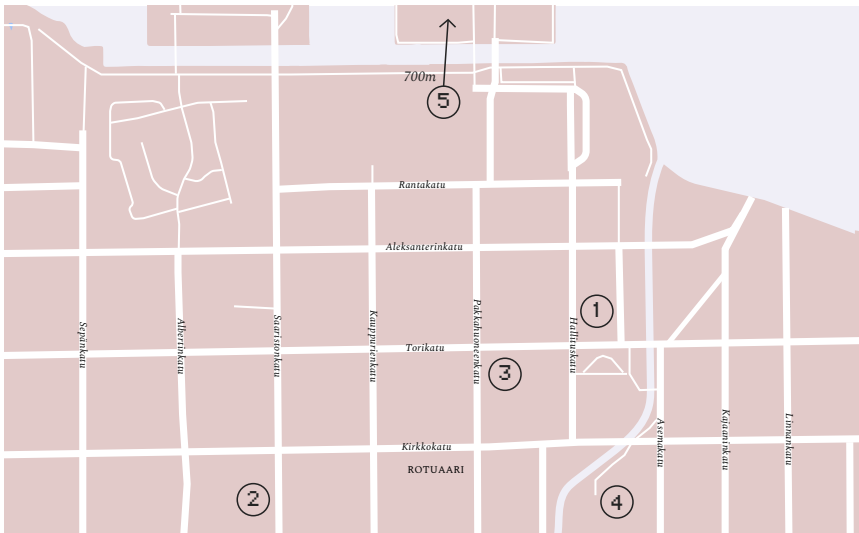 700m
5
Rantakatu
Aleksanterinkatu
1
Sepänkatu
Albertinkatu
Saaristonkatu
Kauppurienkatu
Pakkahuoneenkatu
Hallituskatu
Torikatu
3
Asemakatu
Kajaaninkatu
Linnankatu
Kirkkokatu
ROTUAARI
2
4